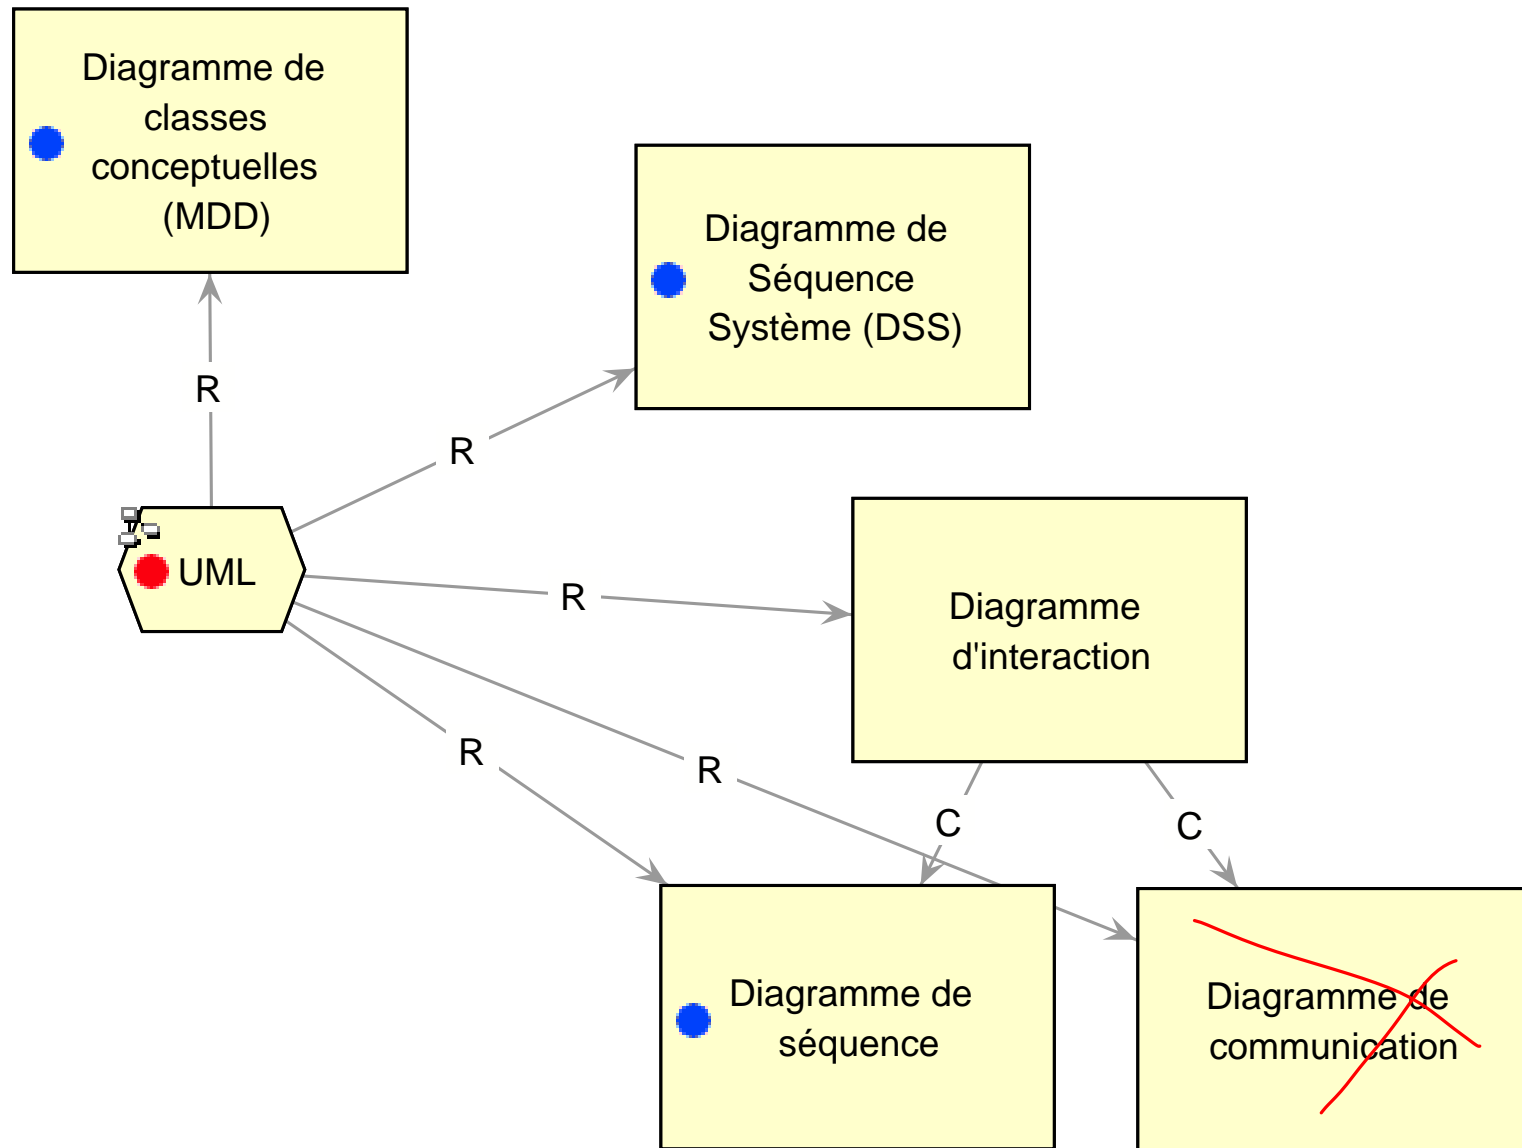 Diagramme de
classes
conceptuelles
(MDD)
Diagramme de
Séquence
Système (DSS)
R
R
UML
R
Diagramme
d'interaction
R
R
C
C
Diagramme de
séquence
Diagramme de
communication